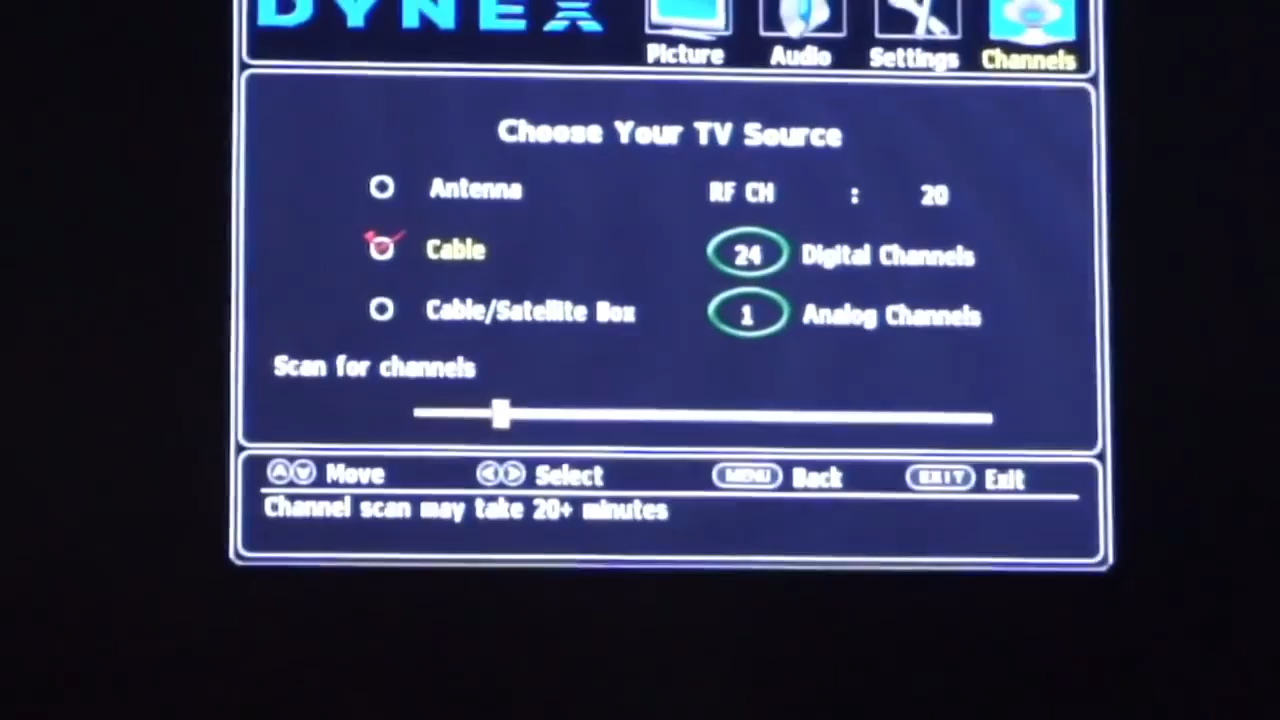 DYNEX
Picture Audio Settings Channels
Choose Your TV Source
Antenna RF CH : 20
Cable 24 Digital Channels
Cable/Satellite Box 1 Analog Channels
Scan for channels
Move Select MENU Back EXIT Exit
Channel scan may take 20+ minutes